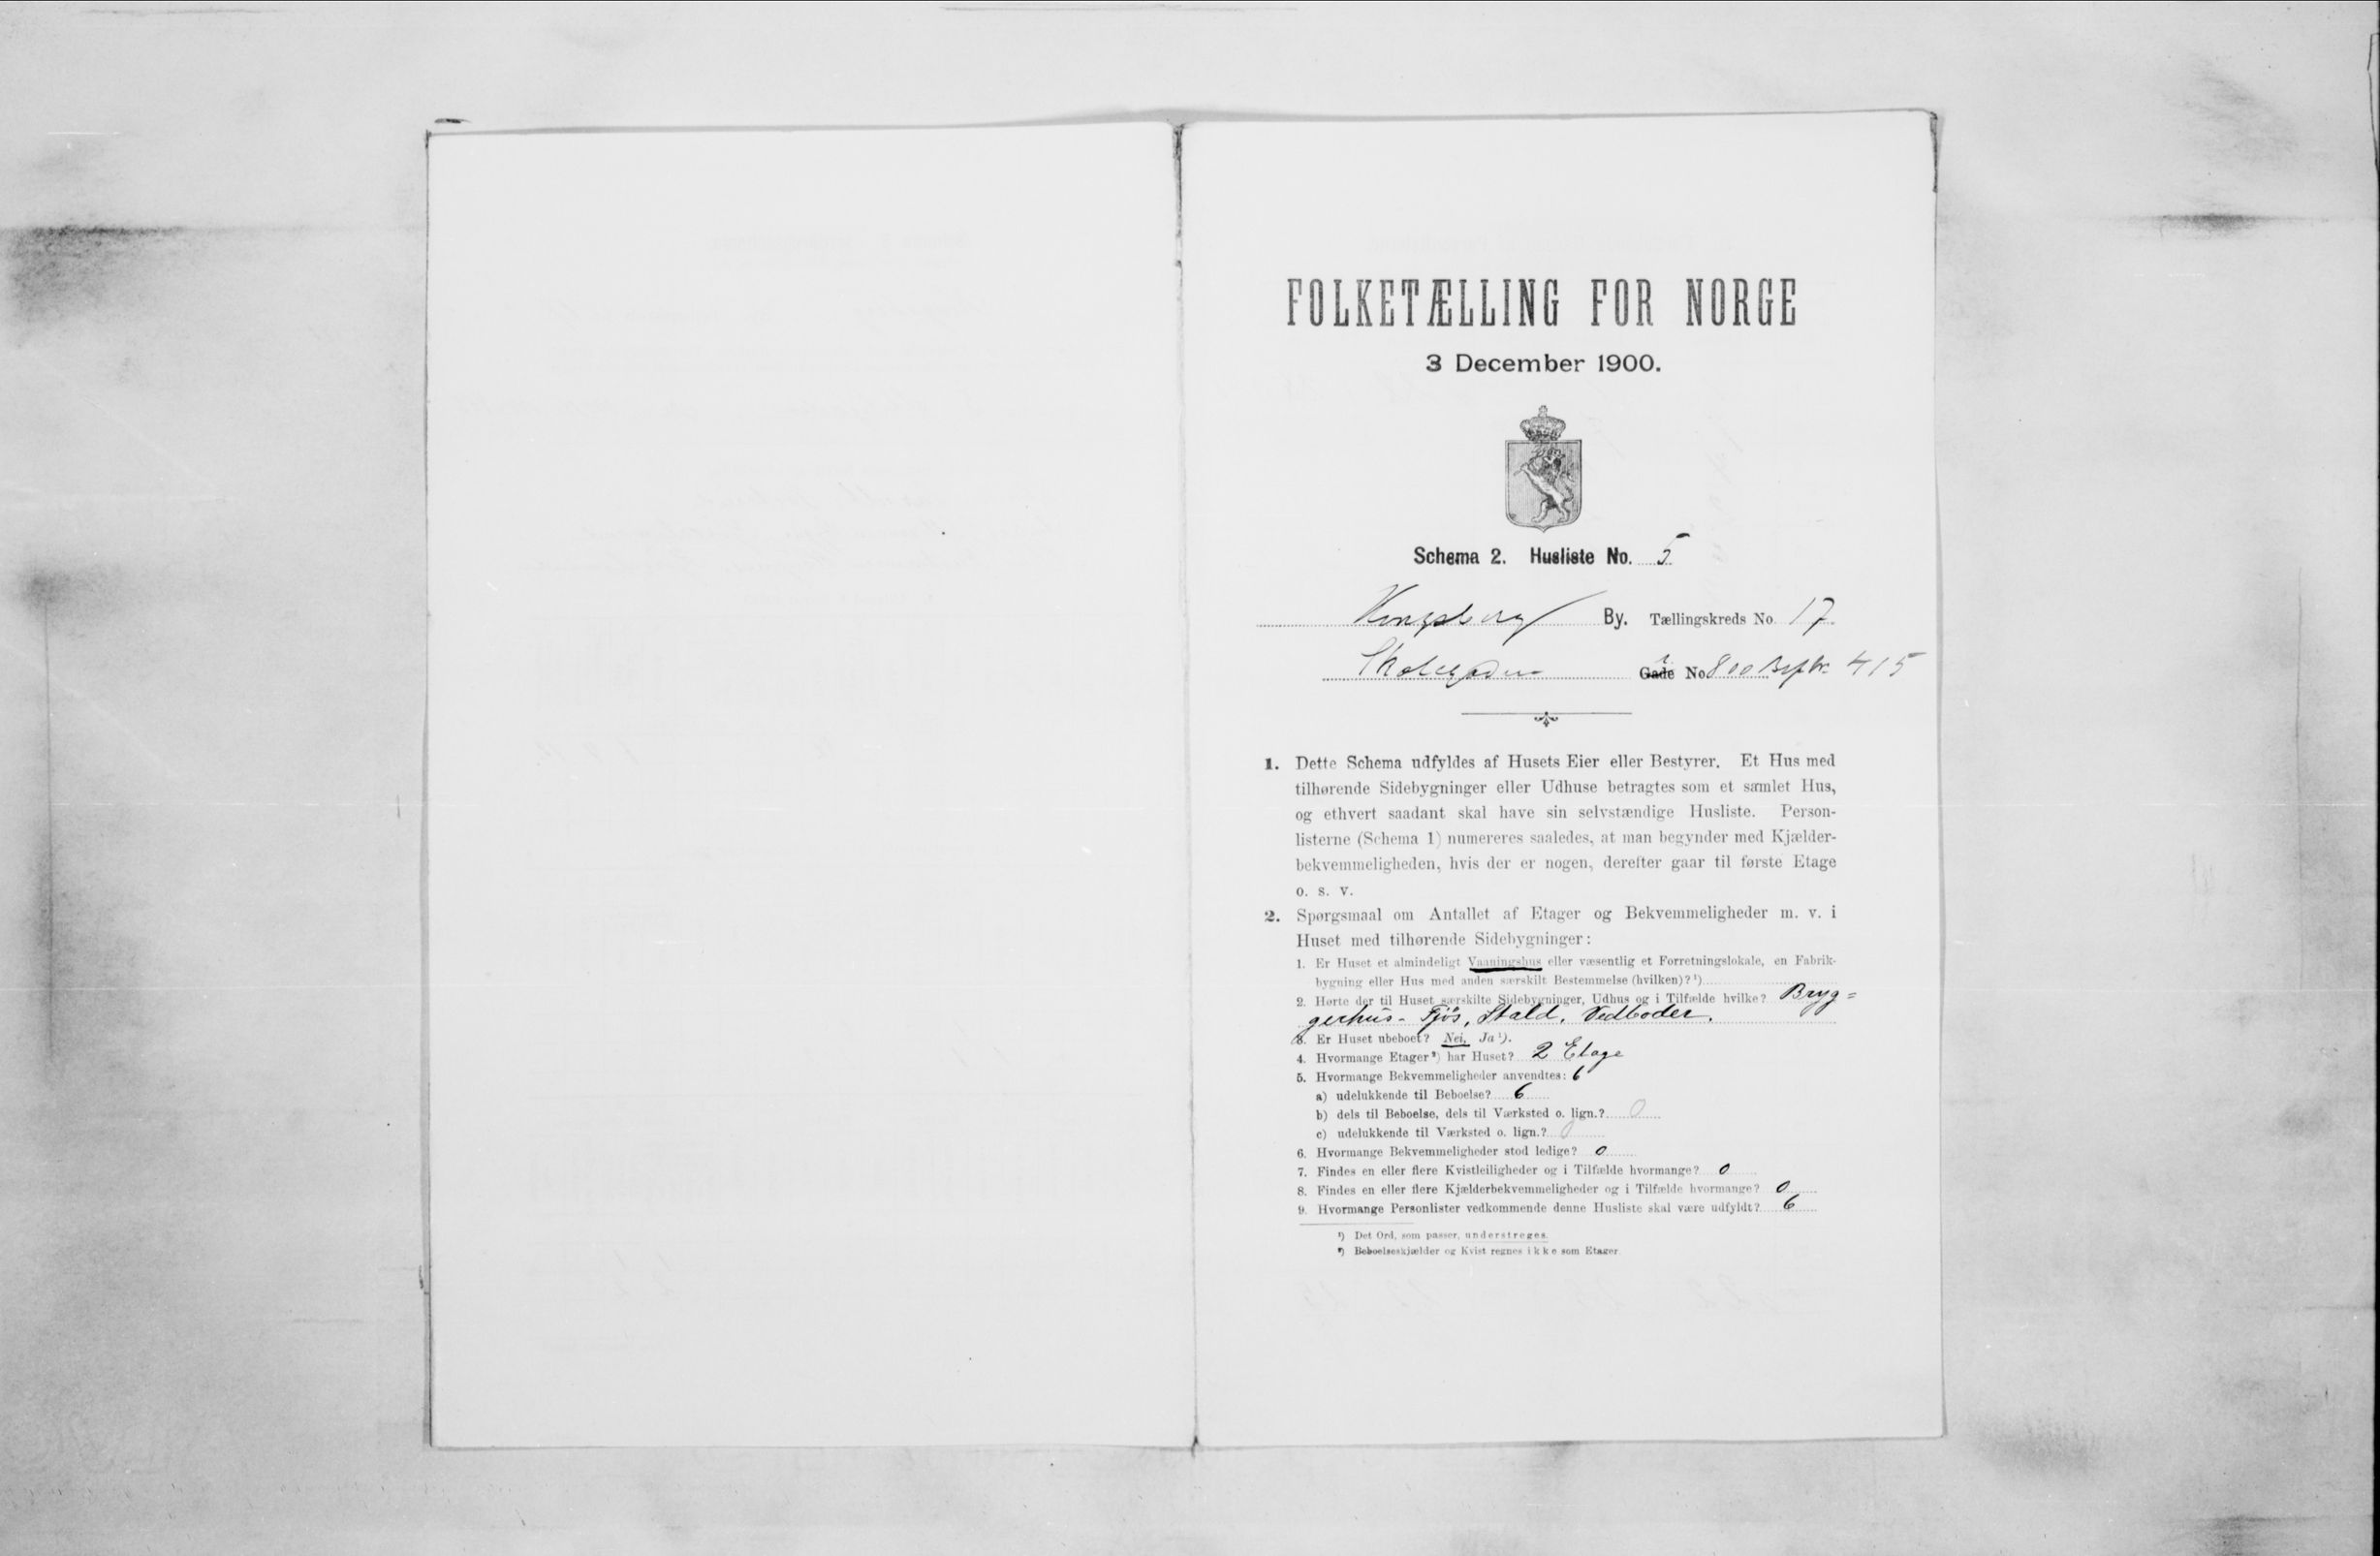 FOLKETÆLLING FOR NORGE
3 December 1900.
Schema 2. Husliste No. 5
Kongsberg By. Tællingskreds No. 17
Skolegaden Gade No. 800 415
1. Dette Schema udfyldes af Husets Eier eller Bestyrer. Et Hus med
tilhørende Sidebygninger eller Udhuse betragtes som et samlet Hus,
og ethvert saadant skal have sin selvstændige Husliste. Person-
listerne (Schema 1) numereres saaledes, at man begynder med Kjælder-
bekvemmeligheden, hvis der er nogen, derefter gaar til første Etage
o. s. v.
2. Spørgsmaal om Antallet af Etager og Bekvemmeligheder m. v. i
Huset med tilhørende Sidebygninger:
1. Er Huset et almindeligt Vaaningshus eller væsentlig et Forretningslokale, en Fabrik-
bygning eller Hus med anden særskilt Bestemmelse (hvilken)?¹)
2. Hørte der til Huset særskilte Sidebygninger, Udhus og i Tilfælde hvilke? Bryg=
gerhus. Fjøs, Stald, Vedboder.
3. Er Huset ubeboet? Nei, Ja¹).
4. Hvormange Etager²) har Huset? 2 Etage
5. Hvormange Bekvemmeligheder anvendtes: 6
a) udelukkende til Beboelse? 6
b) dels til Beboelse, dels til Værksted o. lign.? 0
c) udelukkende til Værksted o. lign.? 0
6. Hvormange Bekvemmeligheder stod ledige? 0
7. Findes en eller flere Kvistleiligheder og i Tilfælde hvormange? 0
8. Findes en eller flere Kjælderbekvemmeligheder og i Tilfælde hvormange? 0
9. Hvormange Personlister vedkommende denne Husliste skal være udfyldt? 6
¹) Det Ord, som passer, understreges.
²) Beboelseskjælder og Kvist regnes ikke som Etager.